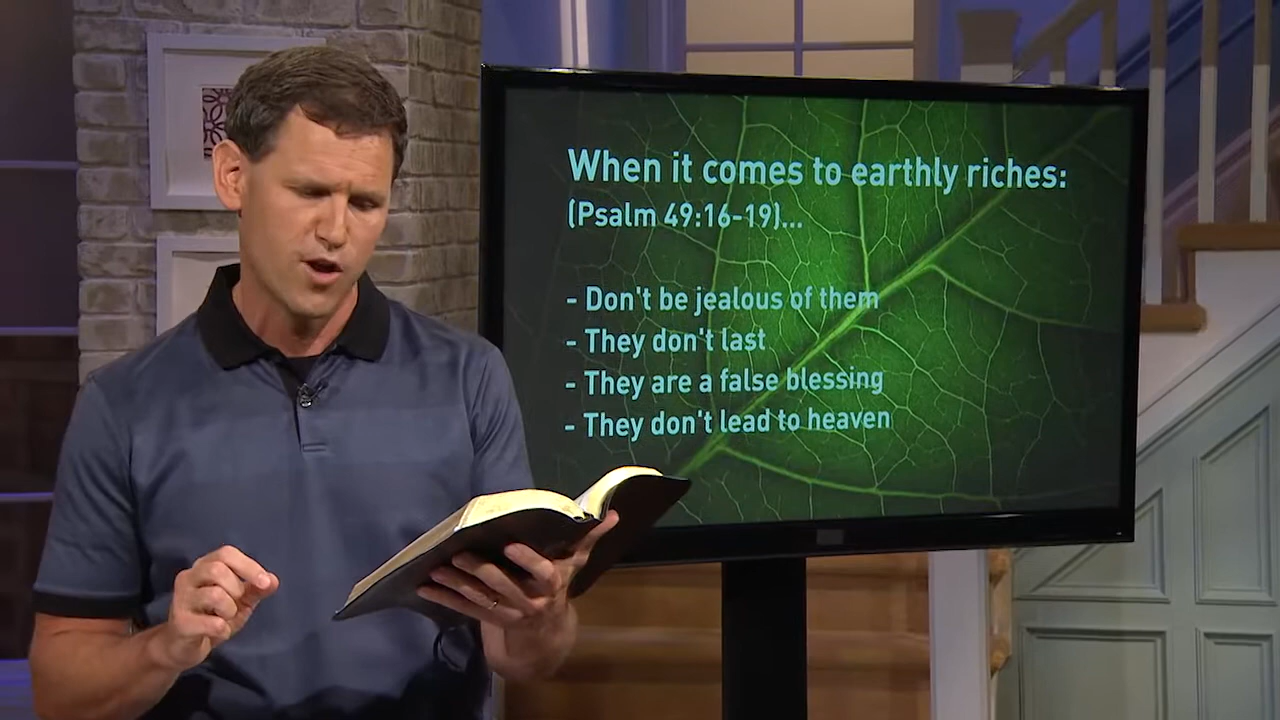 When it comes to earthly riches:
(Psalm 49:16-19)...
- Don't be jealous of them
- They don't last
- They are a false blessing
- They don't lead to heaven